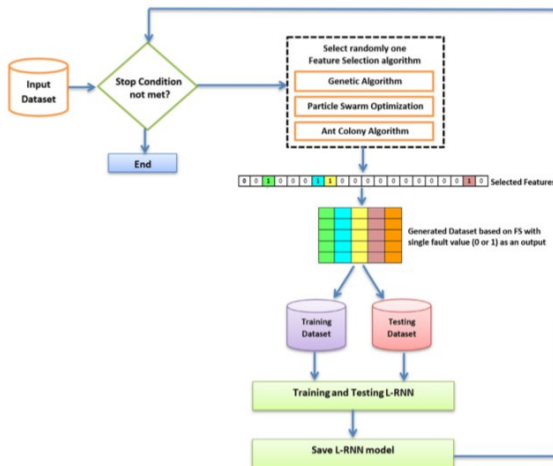 Select randomly one
Feature Selection algorithm
Input
Dataset
Stop Condition
not met?
Genetic Algorithm
Particle Swarm Optimization
Ant Colony Algorithm
End
0 0 1 0 0 0 1 1 0 0 0 0 0 0 0 0 0 0 1 0 Selected Features
Generated Dataset based on FS with
single fault value (0 or 1) as an output
Training
Dataset
Testing
Dataset
Training and Testing L-RNN
Save L-RNN model